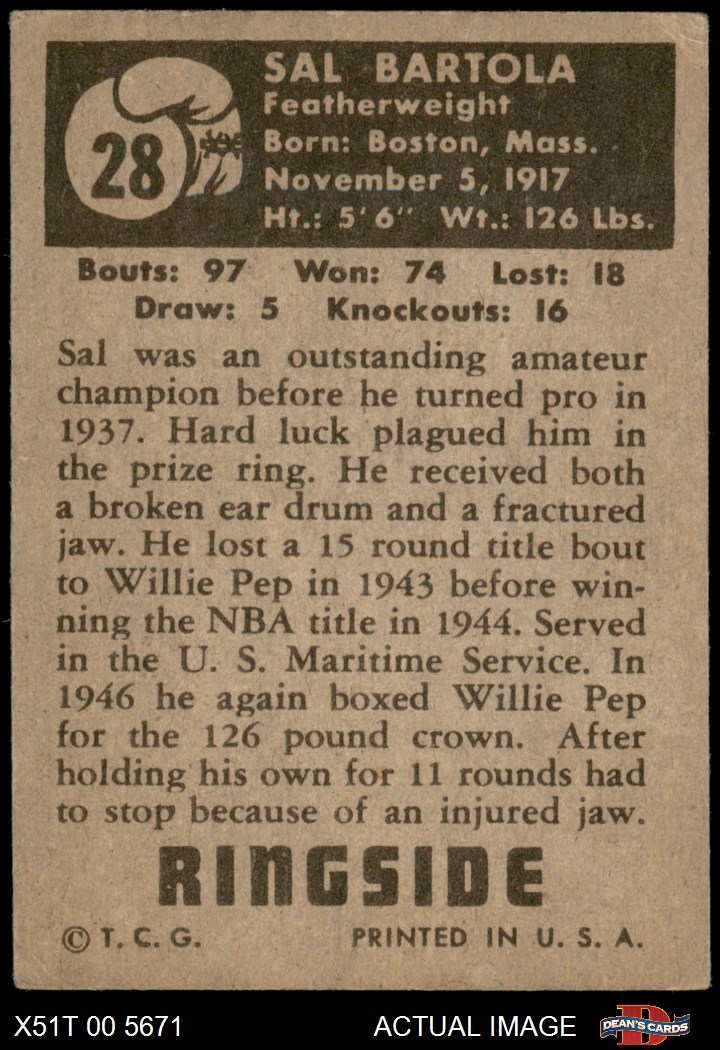 28
SAL BARTOLA
Featherweight
Born: Boston, Mass.
November 5, 1917
Ht.: 5'6" Wt.: 126 Lbs.
Bouts: 97 Won: 74 Lost: 18
Draw: 5 Knockouts: 16
Sal was an outstanding amateur
champion before he turned pro in
1937. Hard luck plagued him in
the prize ring. He received both
a broken ear drum and a fractured
jaw. He lost a 15 round title bout
to Willie Pep in 1943 before win-
ning the NBA title in 1944. Served
in the U. S. Maritime Service. In
1946 he again boxed Willie Pep
for the 126 pound crown. After
holding his own for 11 rounds had
to stop because of an injured jaw.
RINGSIDE
© T. C. G. PRINTED IN U. S. A.
X51T 00 5671 ACTUAL IMAGE D DEAN'S CARDS